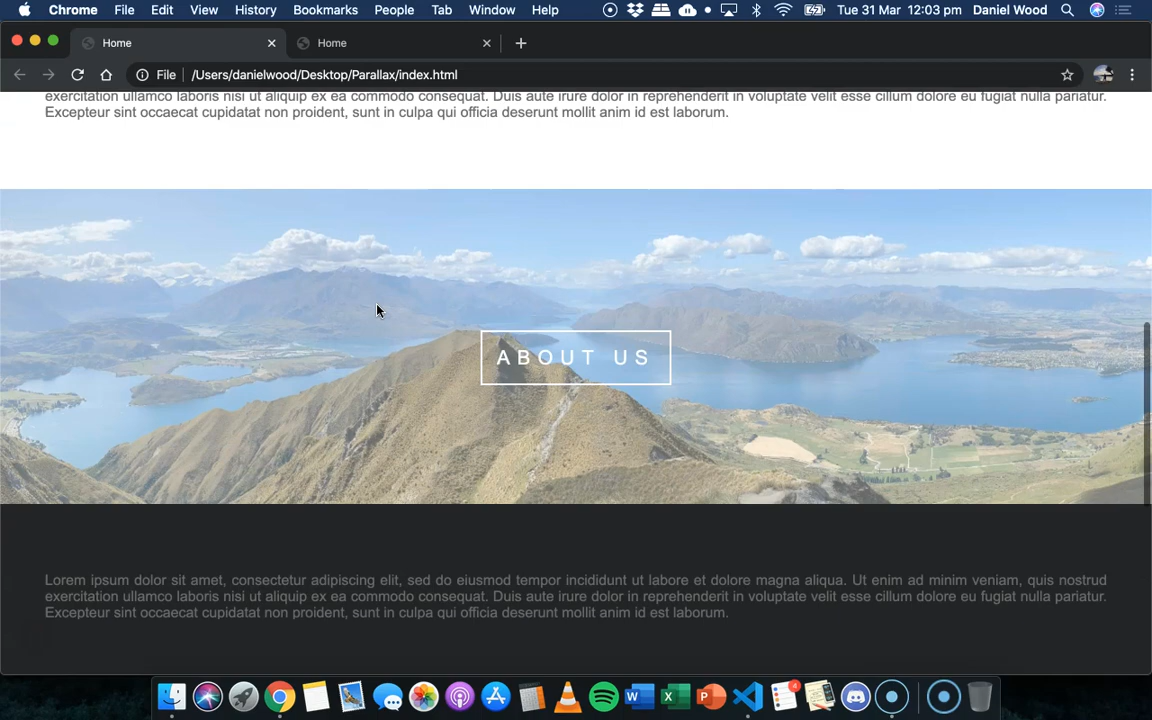 Chrome File Edit View History Bookmarks People Tab Window Help Tue 31 Mar 12:03 pm Daniel Wood
Home Home
File /Users/danielwood/Desktop/Parallax/index.html
exercitation ullamco laboris nisi ut aliquip ex ea commodo consequat. Duis aute irure dolor in reprehenderit in voluptate velit esse cillum dolore eu fugiat nulla pariatur.
Excepteur sint occaecat cupidatat non proident, sunt in culpa qui officia deserunt mollit anim id est laborum.
ABOUT US
Lorem ipsum dolor sit amet, consectetur adipiscing elit, sed do eiusmod tempor incididunt ut labore et dolore magna aliqua. Ut enim ad minim veniam, quis nostrud
exercitation ullamco laboris nisi ut aliquip ex ea commodo consequat. Duis aute irure dolor in reprehenderit in voluptate velit esse cillum dolore eu fugiat nulla pariatur.
Excepteur sint occaecat cupidatat non proident, sunt in culpa qui officia deserunt mollit anim id est laborum.
4